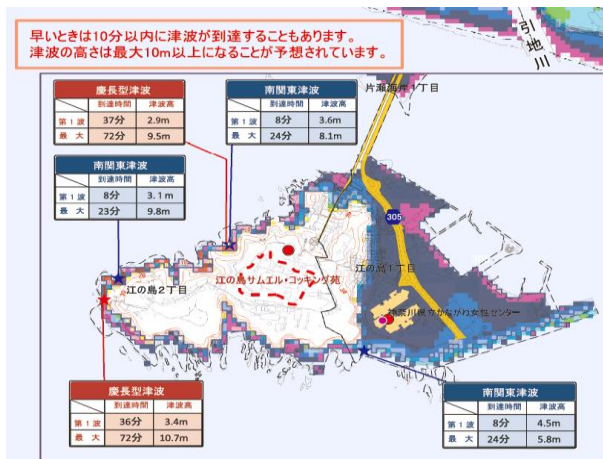 早いときは10分以内に津波が到達することもあります。
津波の高さは最大10m以上になることが予想されています。
引地川
慶長型津波
到達時間 津波高
第1波 37分 2.9m
最大 72分 9.5m
南関東津波
到達時間 津波高
第1波 8分 3.6m
最大 24分 8.1m
片瀬海岸1丁目
南関東津波
到達時間 津波高
第1波 8分 3.1m
最大 23分 9.8m
305
江の島サムエル・コッキング苑
江の島1丁目
江の島2丁目
神奈川県立かながわ女性センター
慶長型津波
到達時間 津波高
第1波 36分 3.4m
最大 72分 10.7m
南関東津波
到達時間 津波高
第1波 8分 4.5m
最大 24分 5.8m